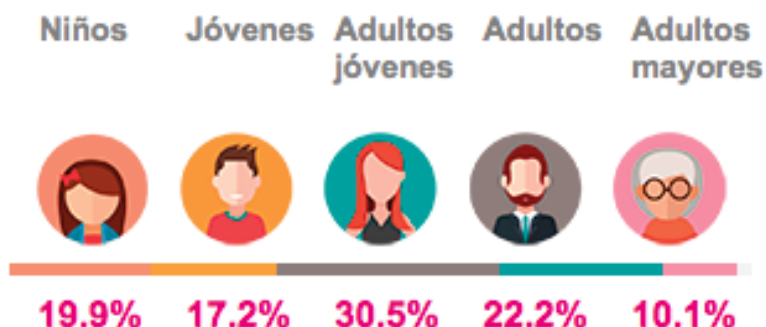 Niños Jóvenes Adultos jóvenes Adultos Adultos mayores
19.9% 17.2% 30.5% 22.2% 10.1%